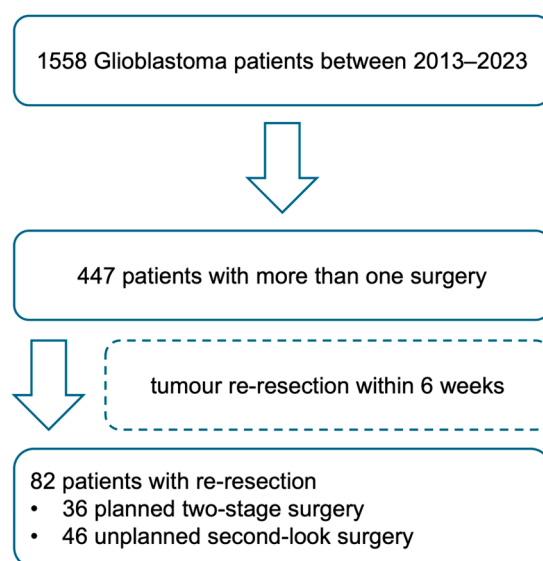 1558 Glioblastoma patients between 2013–2023
447 patients with more than one surgery
tumour re-resection within 6 weeks
82 patients with re-resection
• 36 planned two-stage surgery
• 46 unplanned second-look surgery